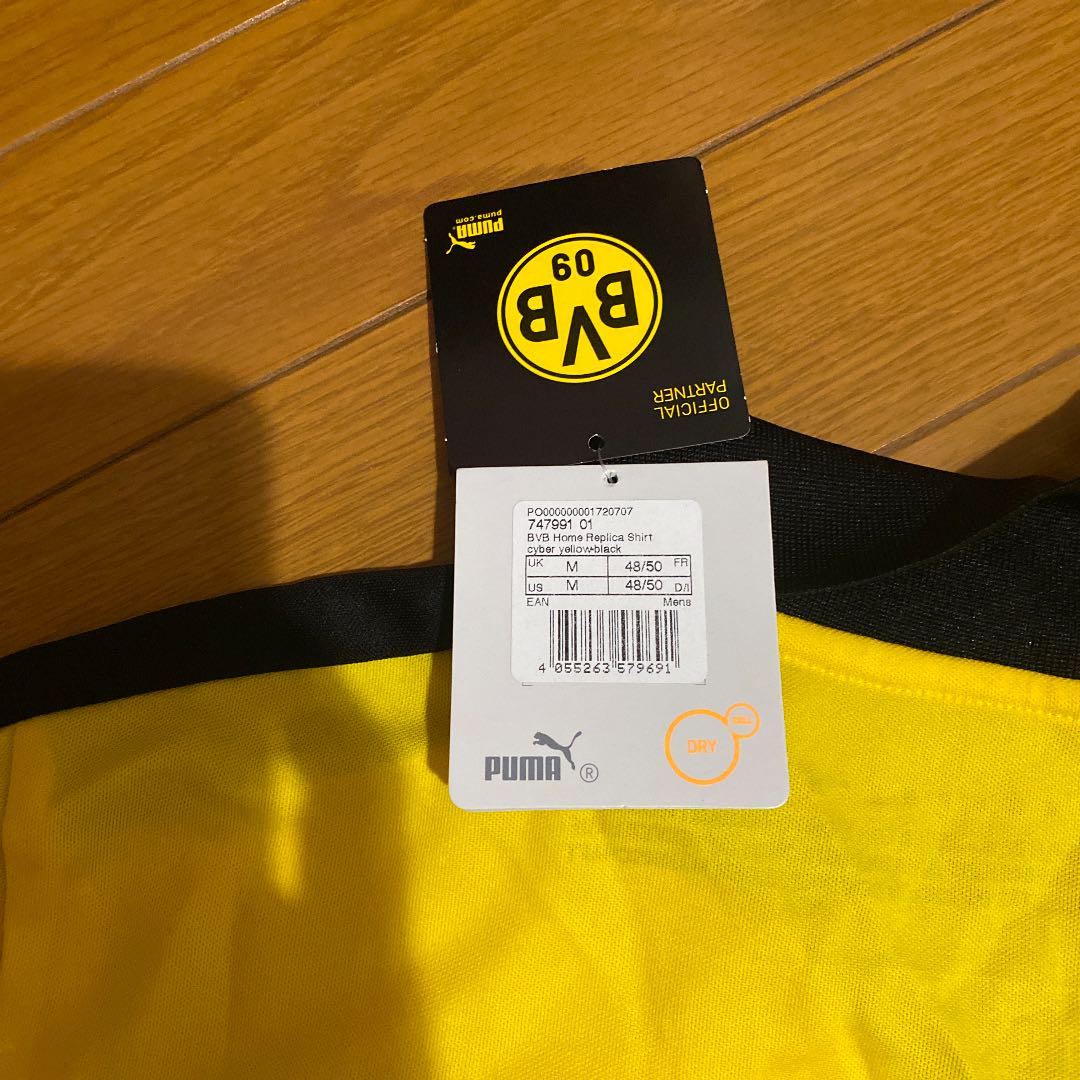 PUMA
puma.com
BVB
09
OFFICIAL
PARTNER
PO000000001720707
747991 01
BVB Home Replica Shirt
cyber yellow-black
UK M 48/50 FR
US M 48/50 D/I
EAN Mens
4 055263 579691
PUMA ®
DRY
CELL